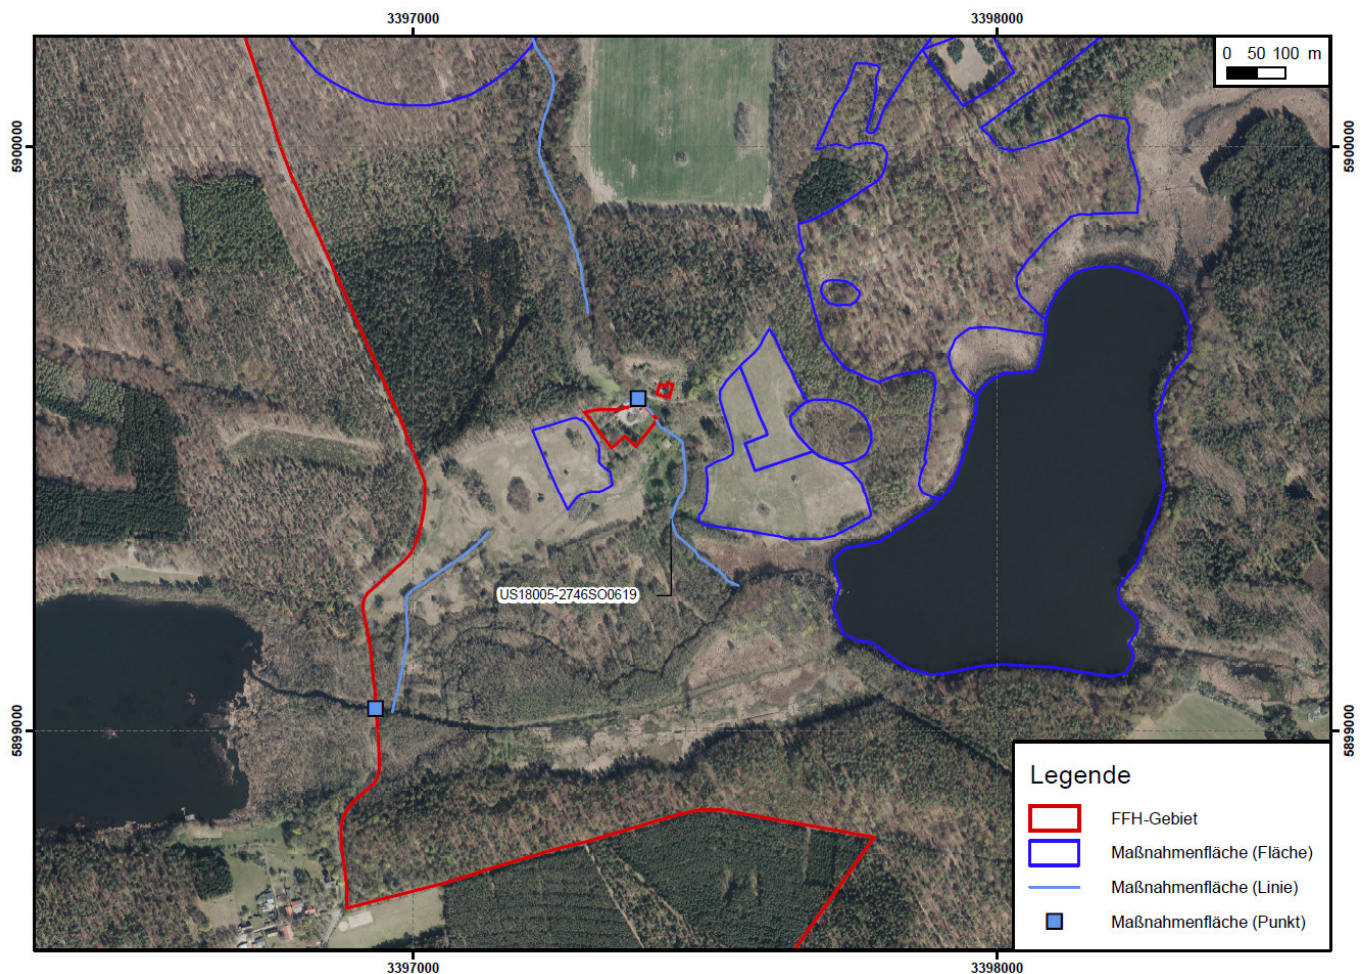 3397000 3398000
0 50 100 m
5900000 5900000
US18005-2746SO0619
5899000 5899000
Legende
FFH-Gebiet
Maßnahmenfläche (Fläche)
Maßnahmenfläche (Linie)
Maßnahmenfläche (Punkt)
3397000 3398000